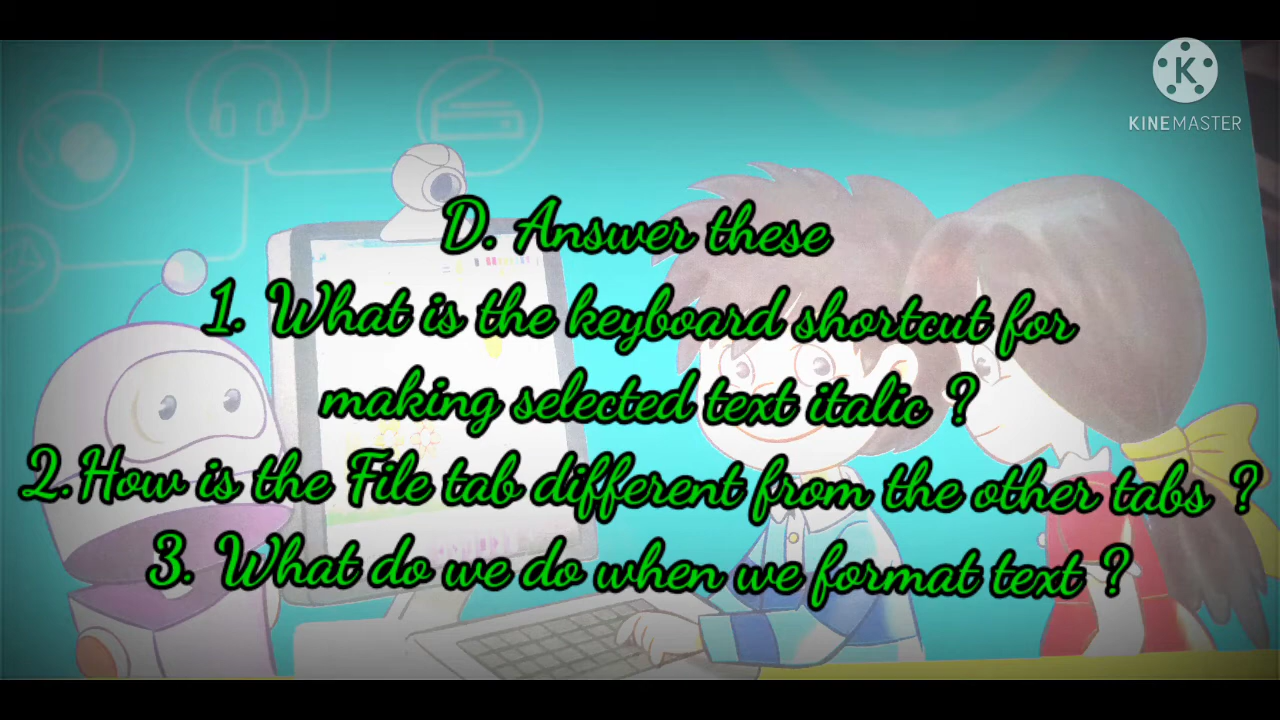 KINEMASTER
D. Answer these
1. What is the keyboard shortcut for
making selected text italic ?
2. How is the File tab different from the other tabs ?
3. What do we do when we format text ?